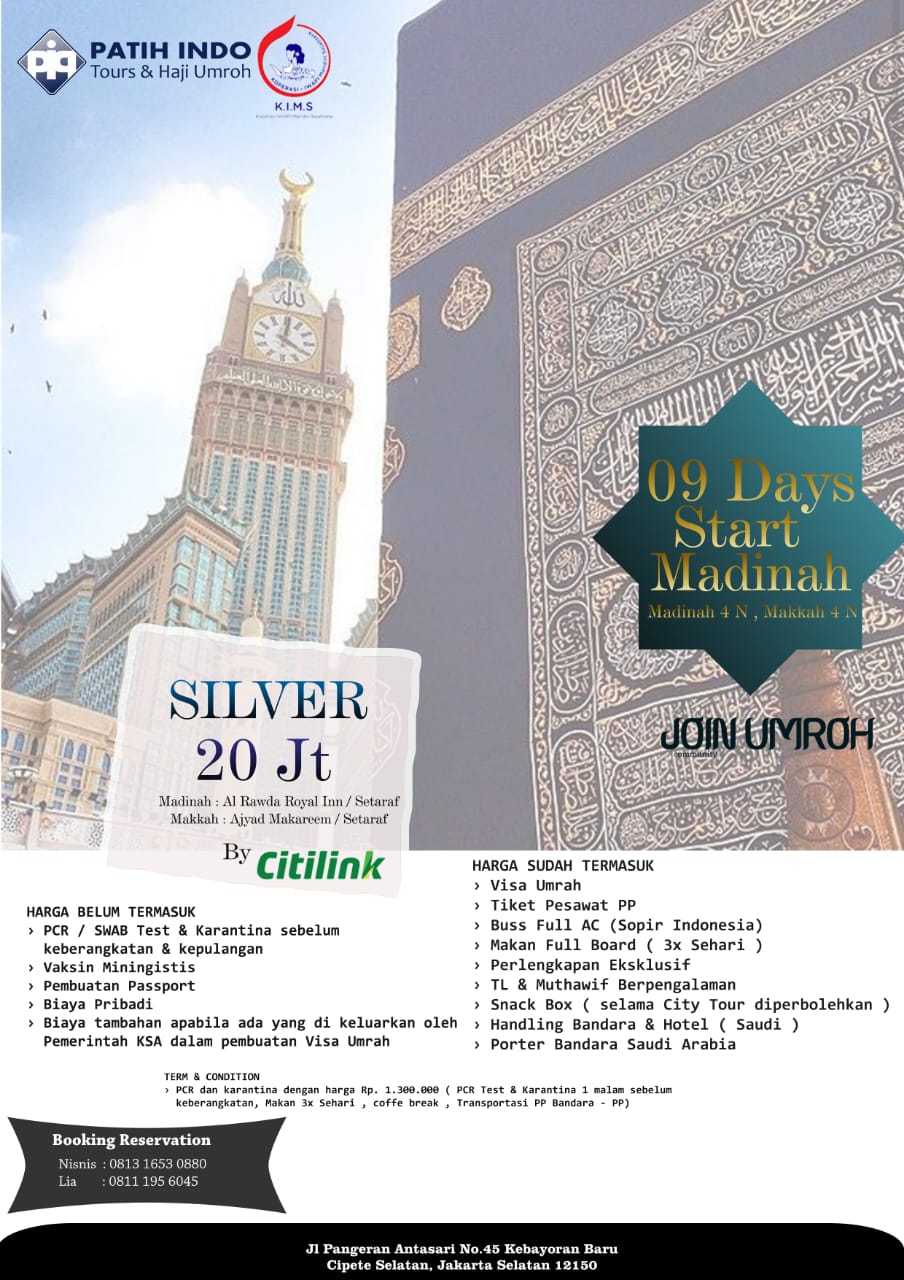 PATIH INDO
Tours & Haji Umroh
KOPERASI - IWAPI
K.I.M.S
09 Days
Start
Madinah
Madinah 4 N , Makkah 4 N
JOIN UMROH
community
SILVER
20 Jt
Madinah : Al Rawda Royal Inn / Setaraf
Makkah : Ajyad Makareem / Setaraf
By Citilink
HARGA BELUM TERMASUK
› PCR / SWAB Test & Karantina sebelum
keberangkatan & kepulangan
› Vaksin Miningistis
› Pembuatan Passport
› Biaya Pribadi
› Biaya tambahan apabila ada yang di keluarkan oleh
Pemerintah KSA dalam pembuatan Visa Umrah
HARGA SUDAH TERMASUK
› Visa Umrah
› Tiket Pesawat PP
› Buss Full AC (Sopir Indonesia)
› Makan Full Board ( 3x Sehari )
› Perlengkapan Eksklusif
› TL & Muthawif Berpengalaman
› Snack Box ( selama City Tour diperbolehkan )
› Handling Bandara & Hotel ( Saudi )
› Porter Bandara Saudi Arabia
TERM & CONDITION
› PCR dan karantina dengan harga Rp. 1.300.000 ( PCR Test & Karantina 1 malam sebelum
keberangkatan, Makan 3x Sehari , coffe break , Transportasi PP Bandara - PP)
Booking Reservation
Nisnis : 0813 1653 0880
Lia : 0811 195 6045
Jl Pangeran Antasari No.45 Kebayoran Baru
Cipete Selatan, Jakarta Selatan 12150